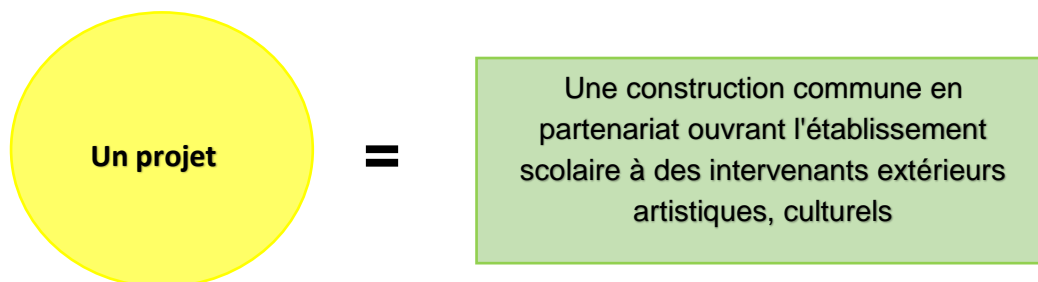 Un projet
=
Une construction commune en
partenariat ouvrant l'établissement
scolaire à des intervenants extérieurs
artistiques, culturels